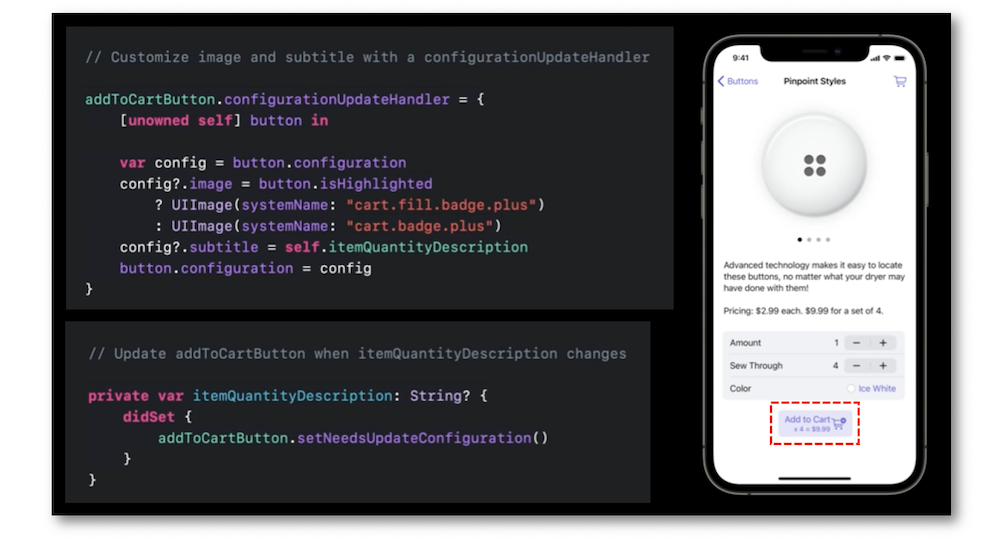 // Customize image and subtitle with a configurationUpdateHandler
addToCartButton.configurationUpdateHandler = {
    [unowned self] button in
    var config = button.configuration
    config?.image = button.isHighlighted
        ? UIImage(systemName: "cart.fill.badge.plus")
        : UIImage(systemName: "cart.badge.plus")
    config?.subtitle = self.itemQuantityDescription
    button.configuration = config
}
// Update addToCartButton when itemQuantityDescription changes
private var itemQuantityDescription: String? {
    didSet {
        addToCartButton.setNeedsUpdateConfiguration()
    }
}
9:41
Buttons Pinpoint Styles
Advanced technology makes it easy to locate
these buttons, no matter what your dryer may
have done with them!
Pricing: $2.99 each. $9.99 for a set of 4.
Amount 1 − +
Sew Through 4 − +
Color Ice White
Add to Cart
x 4 = $9.99